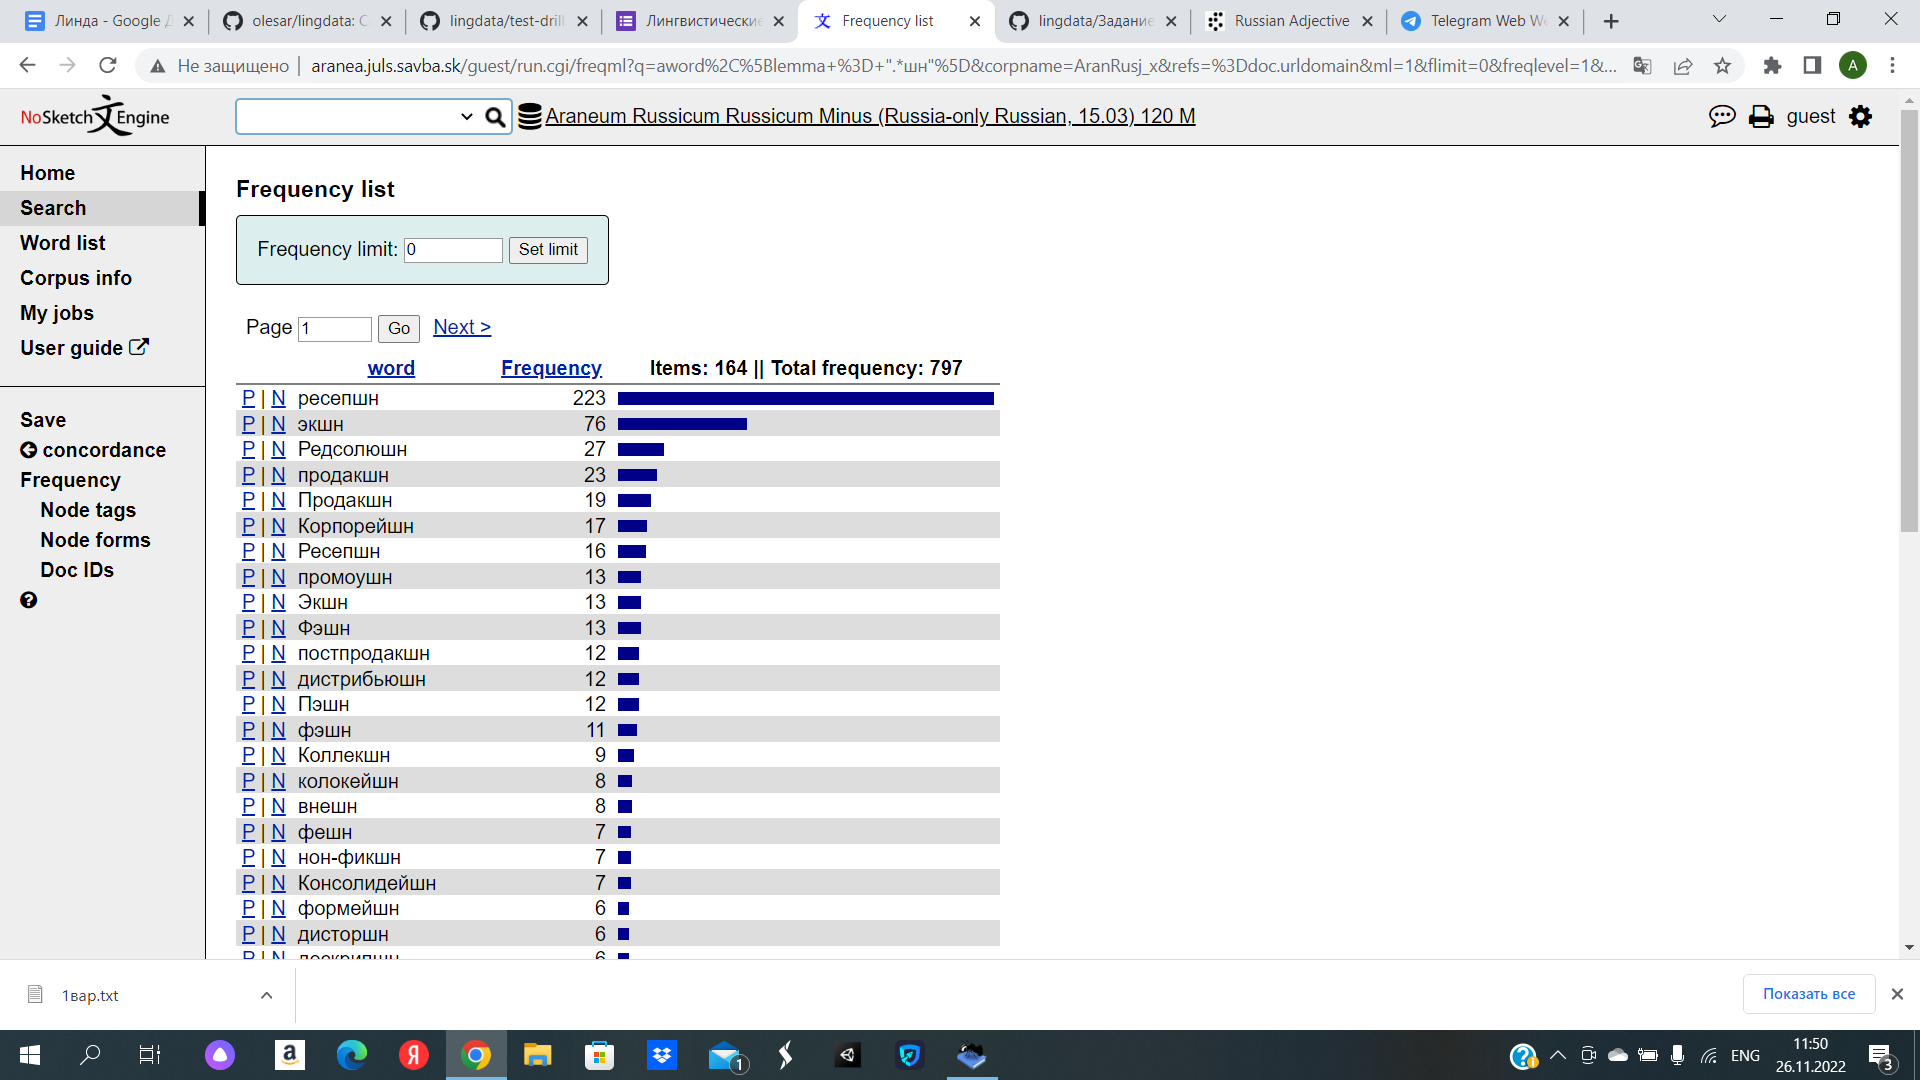 Линда - Google Д
olesar/lingdata: C
lingdata/test-drill
Лингвистические
Frequency list
lingdata/Задание
Russian Adjective
Telegram Web W
Не защищено | aranea.juls.savba.sk/guest/run.cgi/freqml?q=aword%2C%5Blemma+%3D+".*шн"%5D&corpname=AranRusj_x&refs=%3Ddoc.urldomain&ml=1&flimit=0&freqlevel=1&...
A
NoSketch Engine
Araneum Russicum Russicum Minus (Russia-only Russian, 15.03) 120 M
guest
Home
Search
Word list
Corpus info
My jobs
User guide
Save
concordance
Frequency
Node tags
Node forms
Doc IDs
Frequency list
Frequency limit: 0 Set limit
Page 1 Go Next >
word Frequency Items: 164 || Total frequency: 797
P | N ресепшн 223
P | N экшн 76
P | N Редсолюшн 27
P | N продакшн 23
P | N Продакшн 19
P | N Корпорейшн 17
P | N Ресепшн 16
P | N промоушн 13
P | N Экшн 13
P | N Фэшн 13
P | N постпродакшн 12
P | N дистрибьюшн 12
P | N Пэшн 12
P | N фэшн 11
P | N Коллекшн 9
P | N колокейшн 8
P | N внешн 8
P | N фешн 7
P | N нон-фикшн 7
P | N Консолидейшн 7
P | N формейшн 6
P | N дисторшн 6
P | N дескрипшн 6
1вар.txt
Показать все
1
ENG
11:50
26.11.2022
3